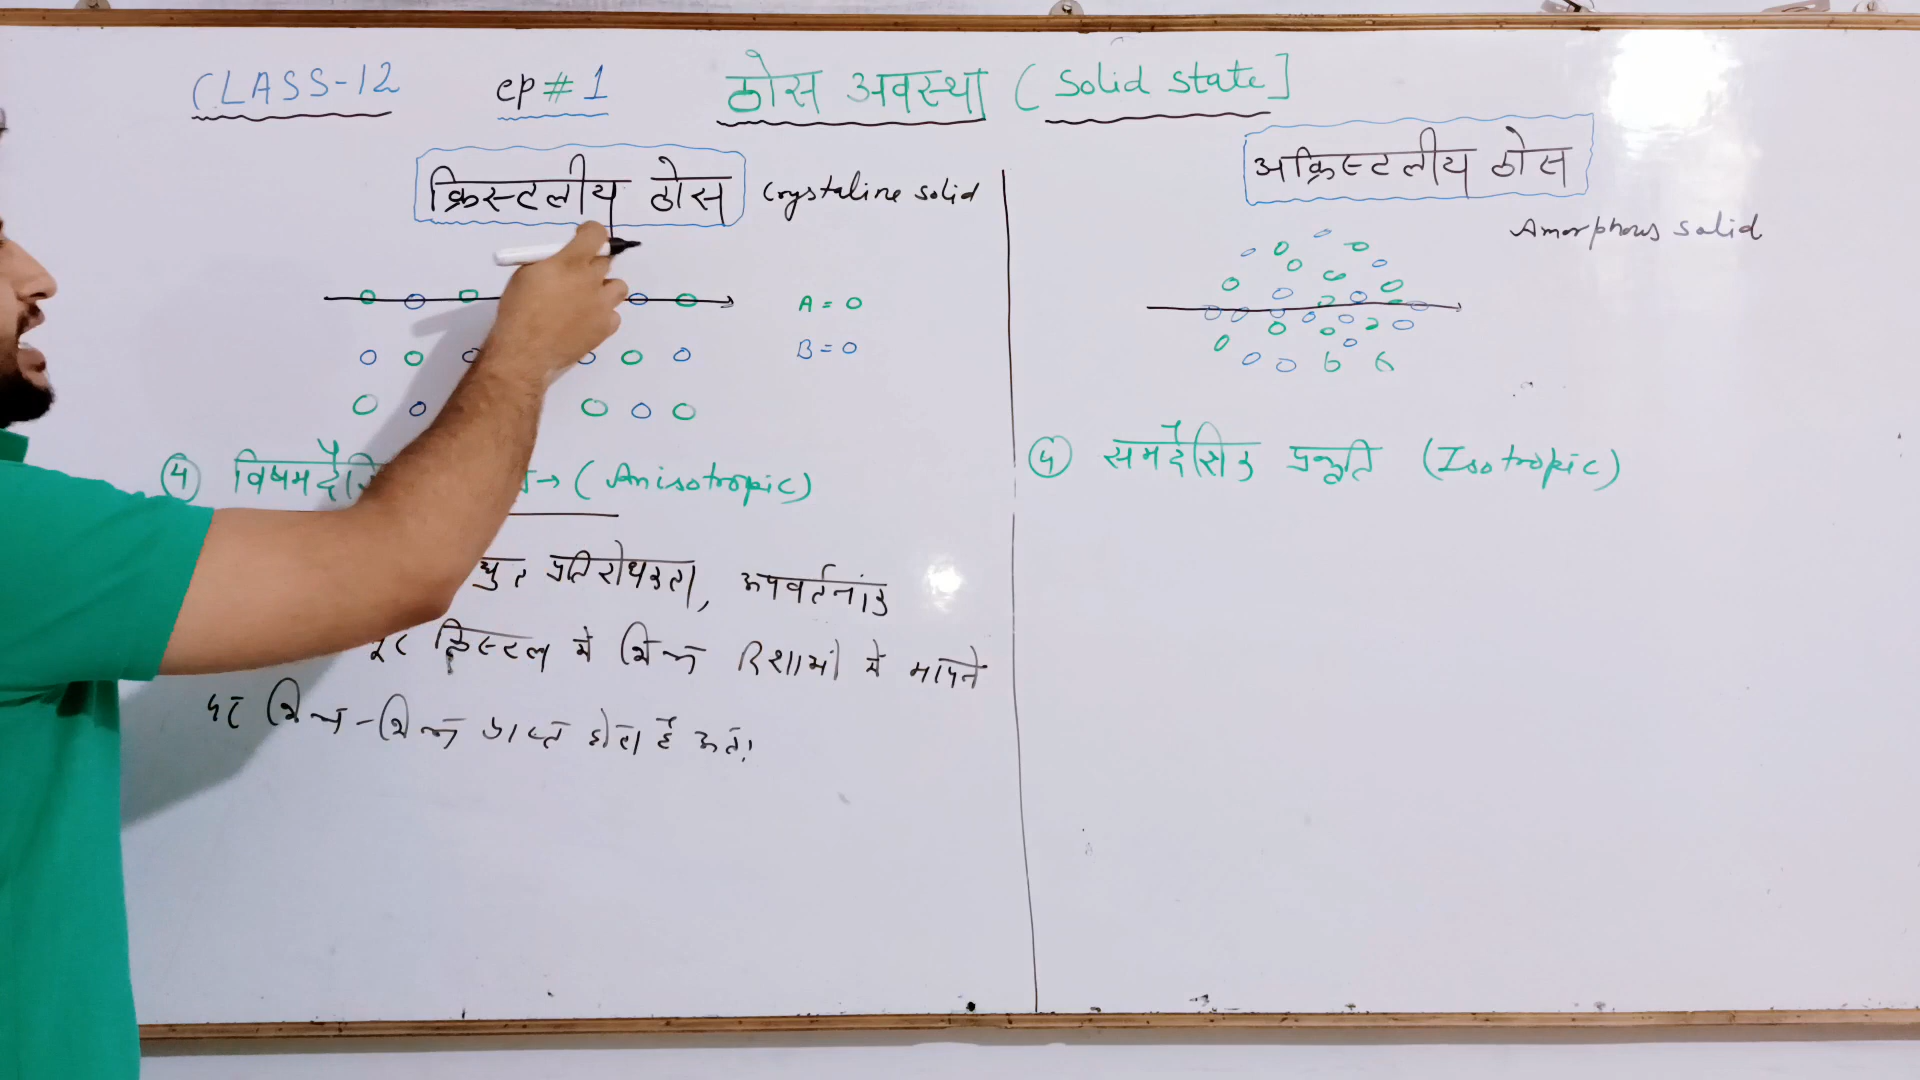 CLASS-12 ep # 1 ठोस अवस्था ( Solid state ]
क्रिस्टलीय ठोस Crystaline solid
A = O
B = O
④ (Anisotropic)
प्रतिरोधकता, अपवर्तनांक
क्रिस्टल मे भिन्न दिशाओं मे मापने
पर भिन्न-भिन्न प्राप्त होता है अतः
अक्रिस्टलीय ठोस
Amorphous solid
④ समदैशिक प्रकृति (Isotropic)